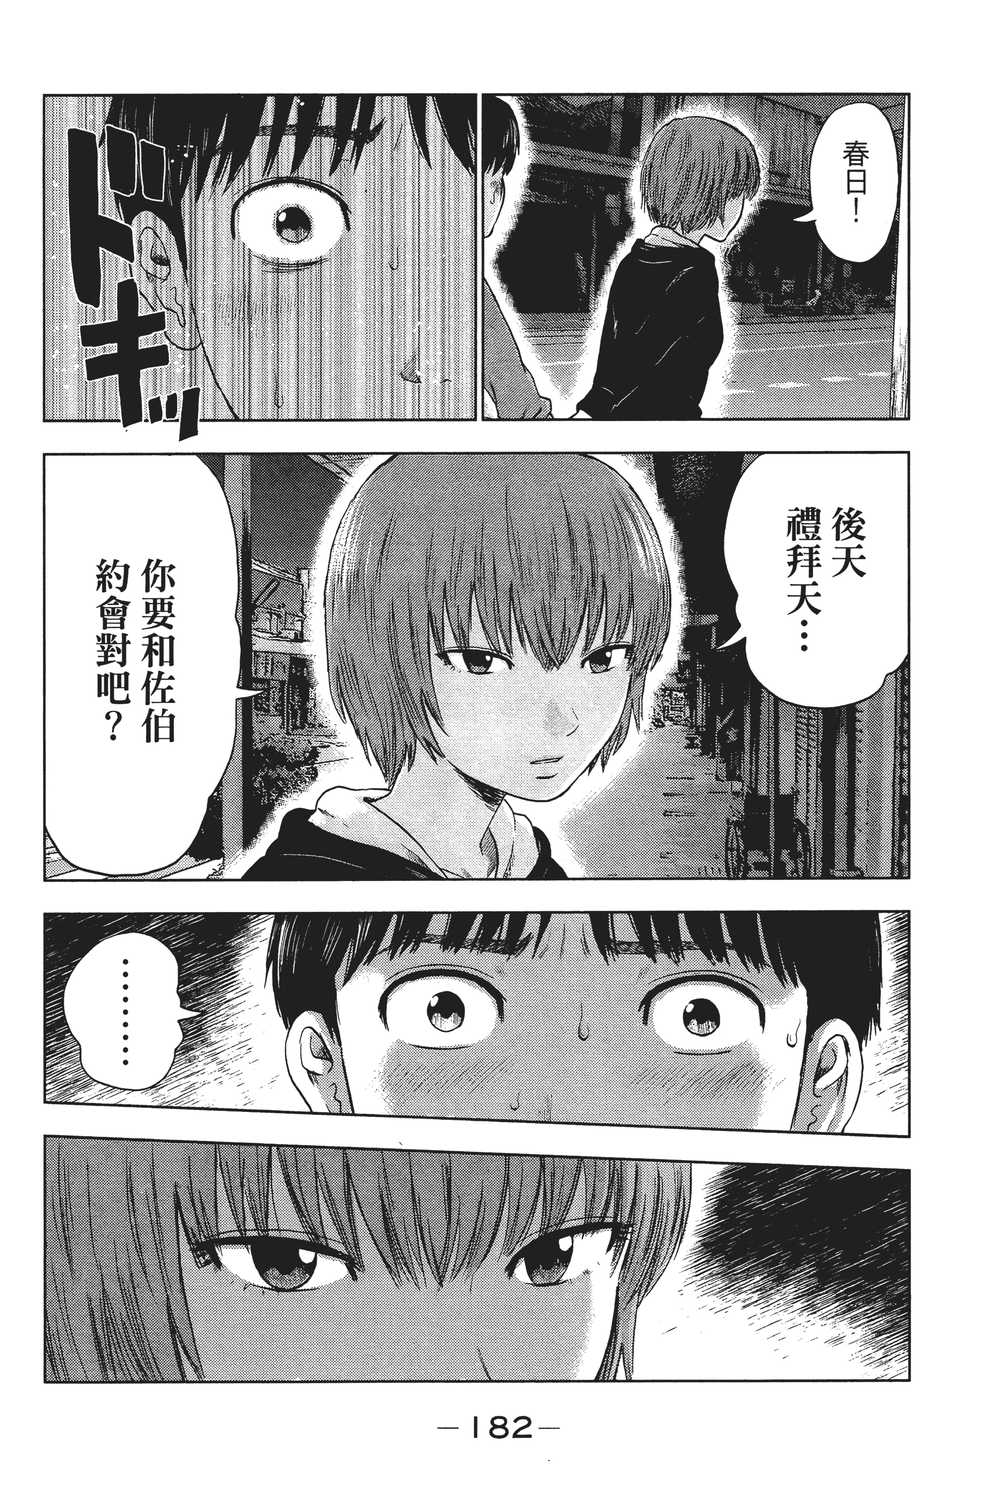 春日！
ドキッ
後天
禮拜天…
你要和佐伯
約會對吧？
………
—182—